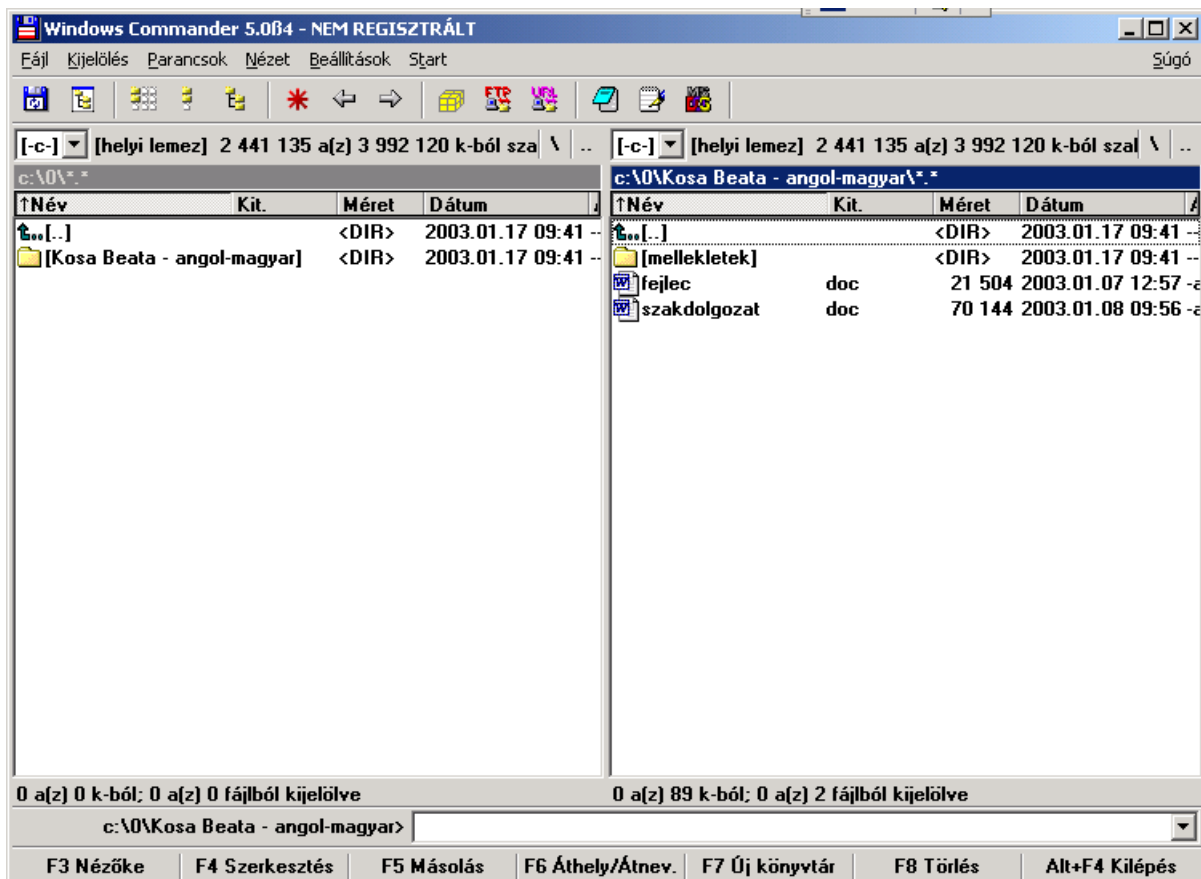 Windows Commander 5.0ß4 - NEM REGISZTRÁLT
Fájl Kijelölés Parancsok Nézet Beállítások Start Súgó
FTP URL
[-c-] [helyi lemez] 2 441 135 a(z) 3 992 120 k-ból sza \ ..
[-c-] [helyi lemez] 2 441 135 a(z) 3 992 120 k-ból szal \ ..
c:\0\*.*
↑Név Kit. Méret Dátum
[..] <DIR> 2003.01.17 09:41 --
[Kosa Beata - angol-magyar] <DIR> 2003.01.17 09:41 --
0 a(z) 0 k-ból; 0 a(z) 0 fájlból kijelölve
c:\0\Kosa Beata - angol-magyar\*.*
↑Név Kit. Méret Dátum
[..] <DIR> 2003.01.17 09:41 --
[mellekletek] <DIR> 2003.01.17 09:41 --
fejlec doc 21 504 2003.01.07 12:57 -a
szakdolgozat doc 70 144 2003.01.08 09:56 -a
0 a(z) 89 k-ból; 0 a(z) 2 fájlból kijelölve
c:\0\Kosa Beata - angol-magyar>
F3 Nézőke F4 Szerkesztés F5 Másolás F6 Áthely/Átnev. F7 Új könyvtár F8 Törlés Alt+F4 Kilépés